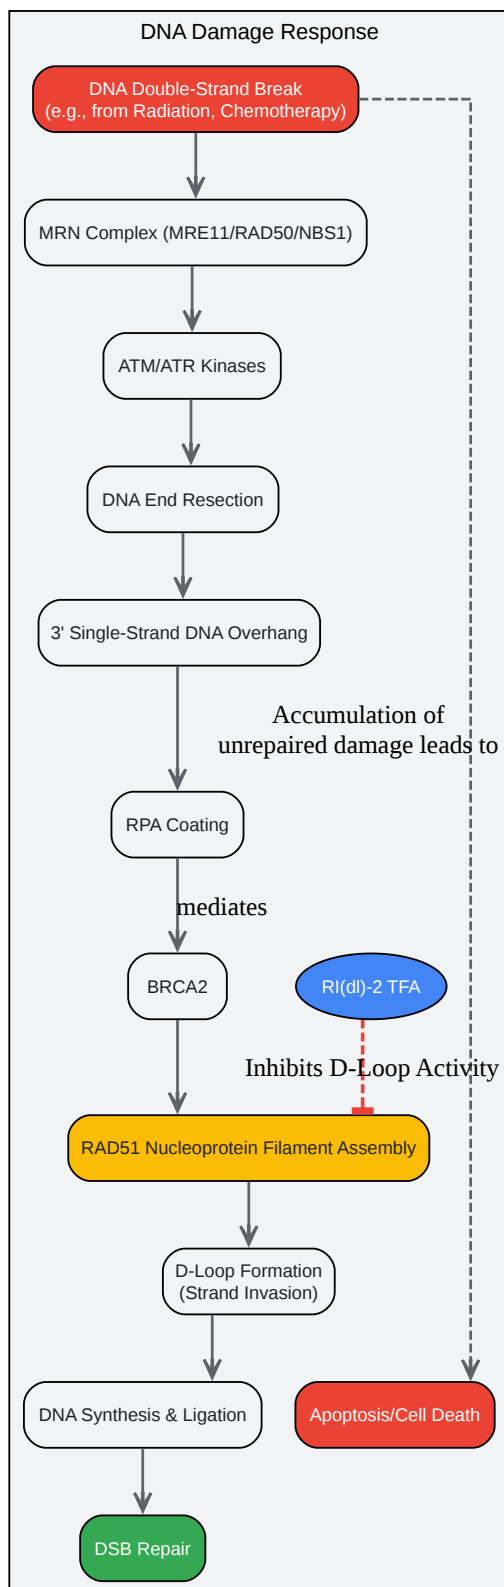 DNA Damage Response
DNA Double-Strand Break
(e.g., from Radiation, Chemotherapy)
MRN Complex (MRE11/RAD50/NBS1)
ATM/ATR Kinases
DNA End Resection
3' Single-Strand DNA Overhang
Accumulation of
unrepaired damage leads to
RPA Coating
mediates
BRCA2
RI(dl)-2 TFA
Inhibits D-Loop Activity
RAD51 Nucleoprotein Filament Assembly
D-Loop Formation
(Strand Invasion)
DNA Synthesis & Ligation
Apoptosis/Cell Death
DSB Repair